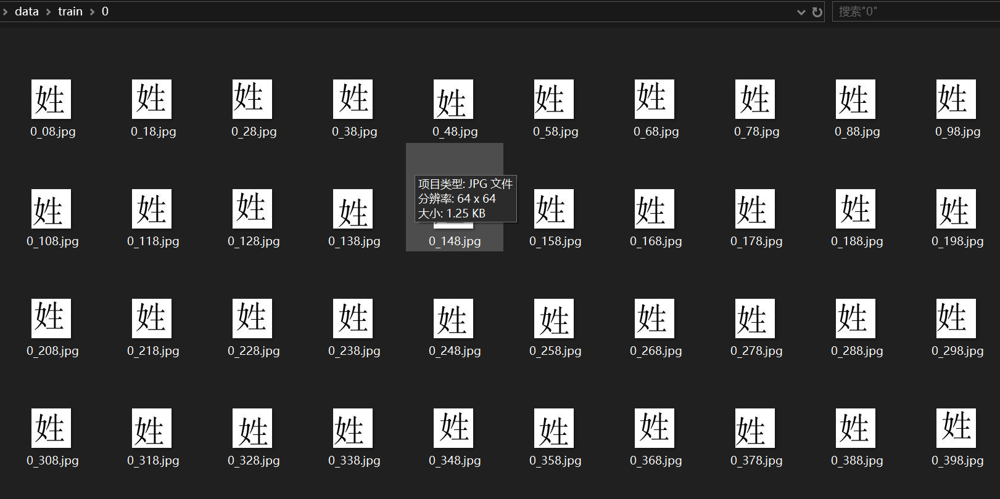 data > train > 0
搜索"0"
姓 姓 姓 姓 姓 姓 姓 姓 姓 姓
0_08.jpg 0_18.jpg 0_28.jpg 0_38.jpg 0_48.jpg 0_58.jpg 0_68.jpg 0_78.jpg 0_88.jpg 0_98.jpg
姓 姓 姓 姓 姓 姓 姓 姓 姓
项目类型: JPG 文件
分辨率: 64 x 64
大小: 1.25 KB
0_108.jpg 0_118.jpg 0_128.jpg 0_138.jpg 0_148.jpg 0_158.jpg 0_168.jpg 0_178.jpg 0_188.jpg 0_198.jpg
姓 姓 姓 姓 姓 姓 姓 姓 姓 姓
0_208.jpg 0_218.jpg 0_228.jpg 0_238.jpg 0_248.jpg 0_258.jpg 0_268.jpg 0_278.jpg 0_288.jpg 0_298.jpg
姓 姓 姓 姓 姓 姓 姓 姓 姓 姓
0_308.jpg 0_318.jpg 0_328.jpg 0_338.jpg 0_348.jpg 0_358.jpg 0_368.jpg 0_378.jpg 0_388.jpg 0_398.jpg